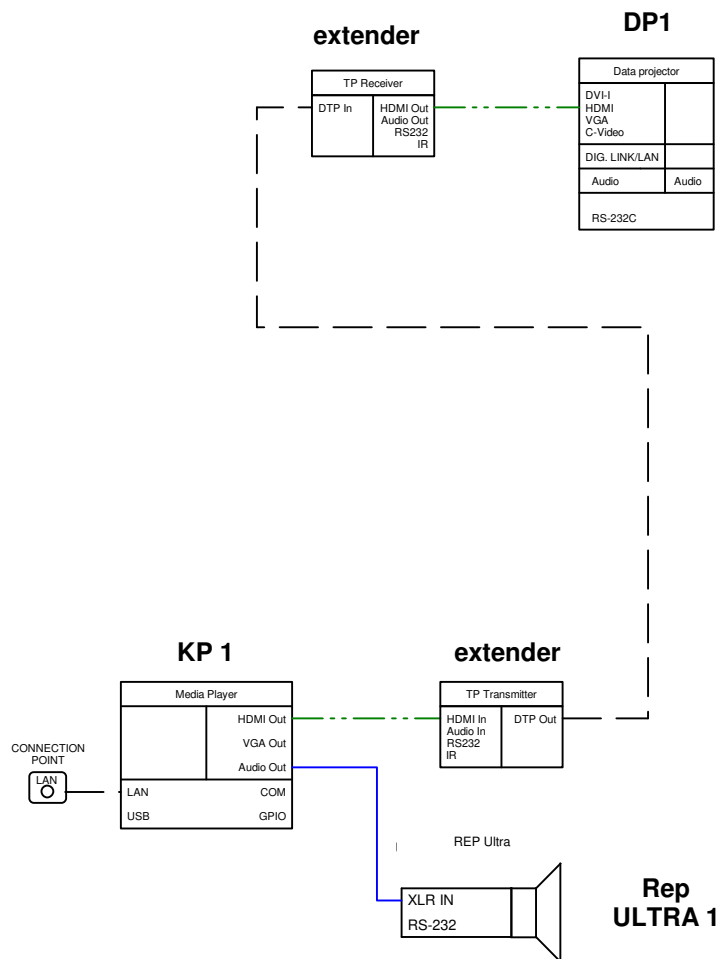 DP1
extender
Data projector
TP Receiver
DVI-I
HDMI
VGA
C-Video
DTP In
HDMI Out
Audio Out
RS232
IR
DIG. LINK/LAN
Audio
Audio
RS-232C
KP 1
extender
Media Player
TP Transmitter
HDMI Out
VGA Out
Audio Out
HDMI In
Audio In
RS232
IR
DTP Out
CONNECTION
POINT
LAN
LAN
COM
USB
GPIO
REP Ultra
XLR IN
RS-232
Rep
ULTRA 1